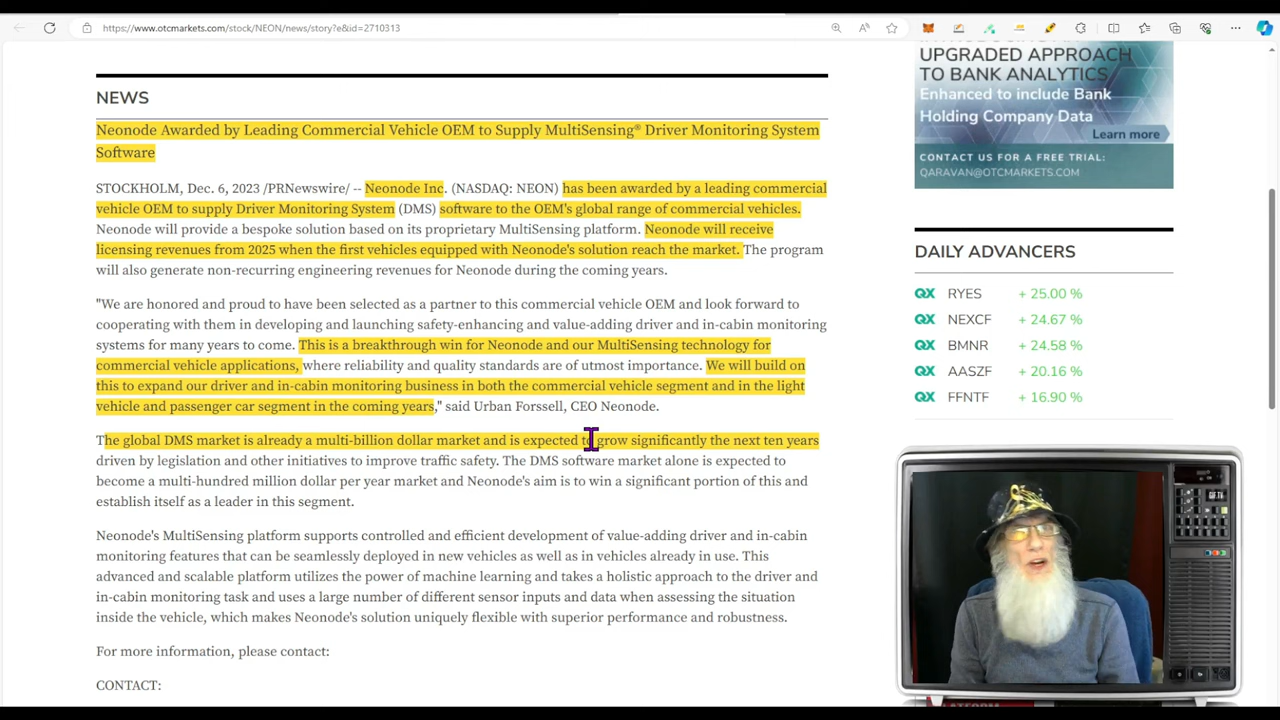 https://www.otcmarkets.com/stock/NEON/news/story?e&id=2710313
NEWS
Neonode Awarded by Leading Commercial Vehicle OEM to Supply MultiSensing® Driver Monitoring System
Software
STOCKHOLM, Dec. 6, 2023 /PRNewswire/ -- Neonode Inc. (NASDAQ: NEON) has been awarded by a leading commercial
vehicle OEM to supply Driver Monitoring System (DMS) software to the OEM's global range of commercial vehicles.
Neonode will provide a bespoke solution based on its proprietary MultiSensing platform. Neonode will receive
licensing revenues from 2025 when the first vehicles equipped with Neonode's solution reach the market. The program
will also generate non-recurring engineering revenues for Neonode during the coming years.
"We are honored and proud to have been selected as a partner to this commercial vehicle OEM and look forward to
cooperating with them in developing and launching safety-enhancing and value-adding driver and in-cabin monitoring
systems for many years to come. This is a breakthrough win for Neonode and our MultiSensing technology for
commercial vehicle applications, where reliability and quality standards are of utmost importance. We will build on
this to expand our driver and in-cabin monitoring business in both the commercial vehicle segment and in the light
vehicle and passenger car segment in the coming years," said Urban Forssell, CEO Neonode.
The global DMS market is already a multi-billion dollar market and is expected to grow significantly the next ten years
driven by legislation and other initiatives to improve traffic safety. The DMS software market alone is expected to
become a multi-hundred million dollar per year market and Neonode's aim is to win a significant portion of this and
establish itself as a leader in this segment.
Neonode's MultiSensing platform supports controlled and efficient development of value-adding driver and in-cabin
monitoring features that can be seamlessly deployed in new vehicles as well as in vehicles already in use. This
advanced and scalable platform utilizes the power of machine learning and takes a holistic approach to the driver and
in-cabin monitoring task and uses a large number of different sensor inputs and data when assessing the situation
inside the vehicle, which makes Neonode's solution uniquely flexible with superior performance and robustness.
For more information, please contact:
CONTACT:
UPGRADED APPROACH
TO BANK ANALYTICS
Enhanced to include Bank
Holding Company Data
Learn more
CONTACT US FOR A FREE TRIAL:
QARAVAN@OTCMARKETS.COM
DAILY ADVANCERS
QX RYES + 25.00 %
QX NEXCF + 24.67 %
QX BMNR + 24.58 %
QX AASZF + 20.16 %
QX FFNTF + 16.90 %